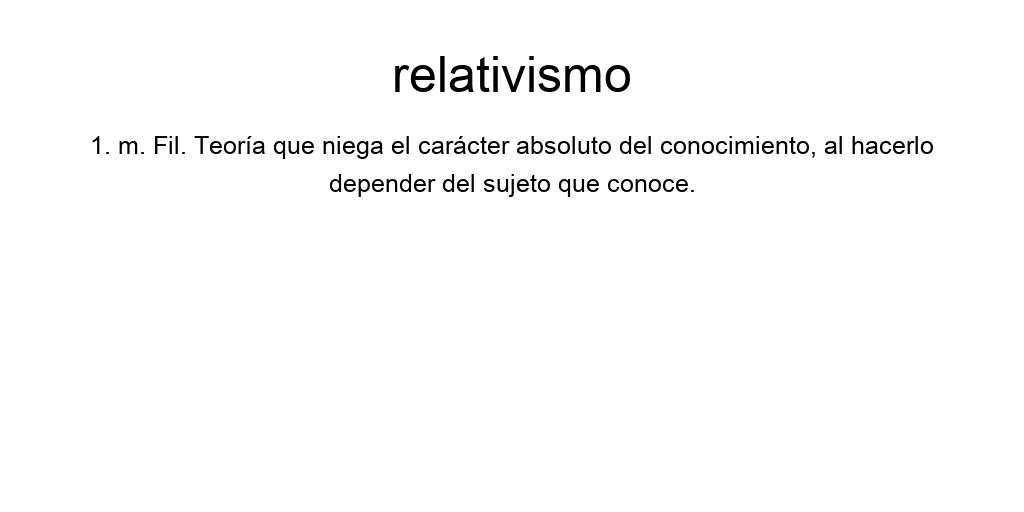 relativismo
1. m. Fil. Teoría que niega el carácter absoluto del conocimiento, al hacerlo
depender del sujeto que conoce.